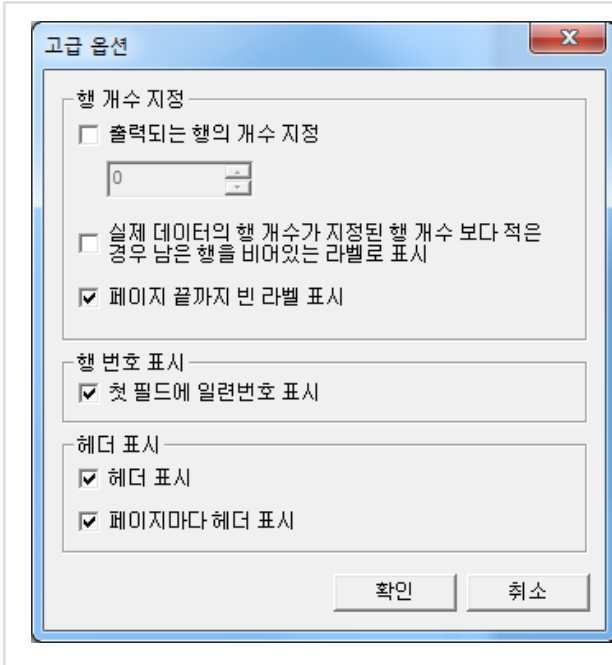 고급 옵션
행 개수 지정
출력되는 행의 개수 지정
0
실제 데이터의 행 개수가 지정된 행 개수 보다 적은
경우 남은 행을 비어있는 라벨로 표시
페이지 끝까지 빈 라벨 표시
행 번호 표시
첫 필드에 일련번호 표시
헤더 표시
헤더 표시
페이지마다 헤더 표시
확인
취소